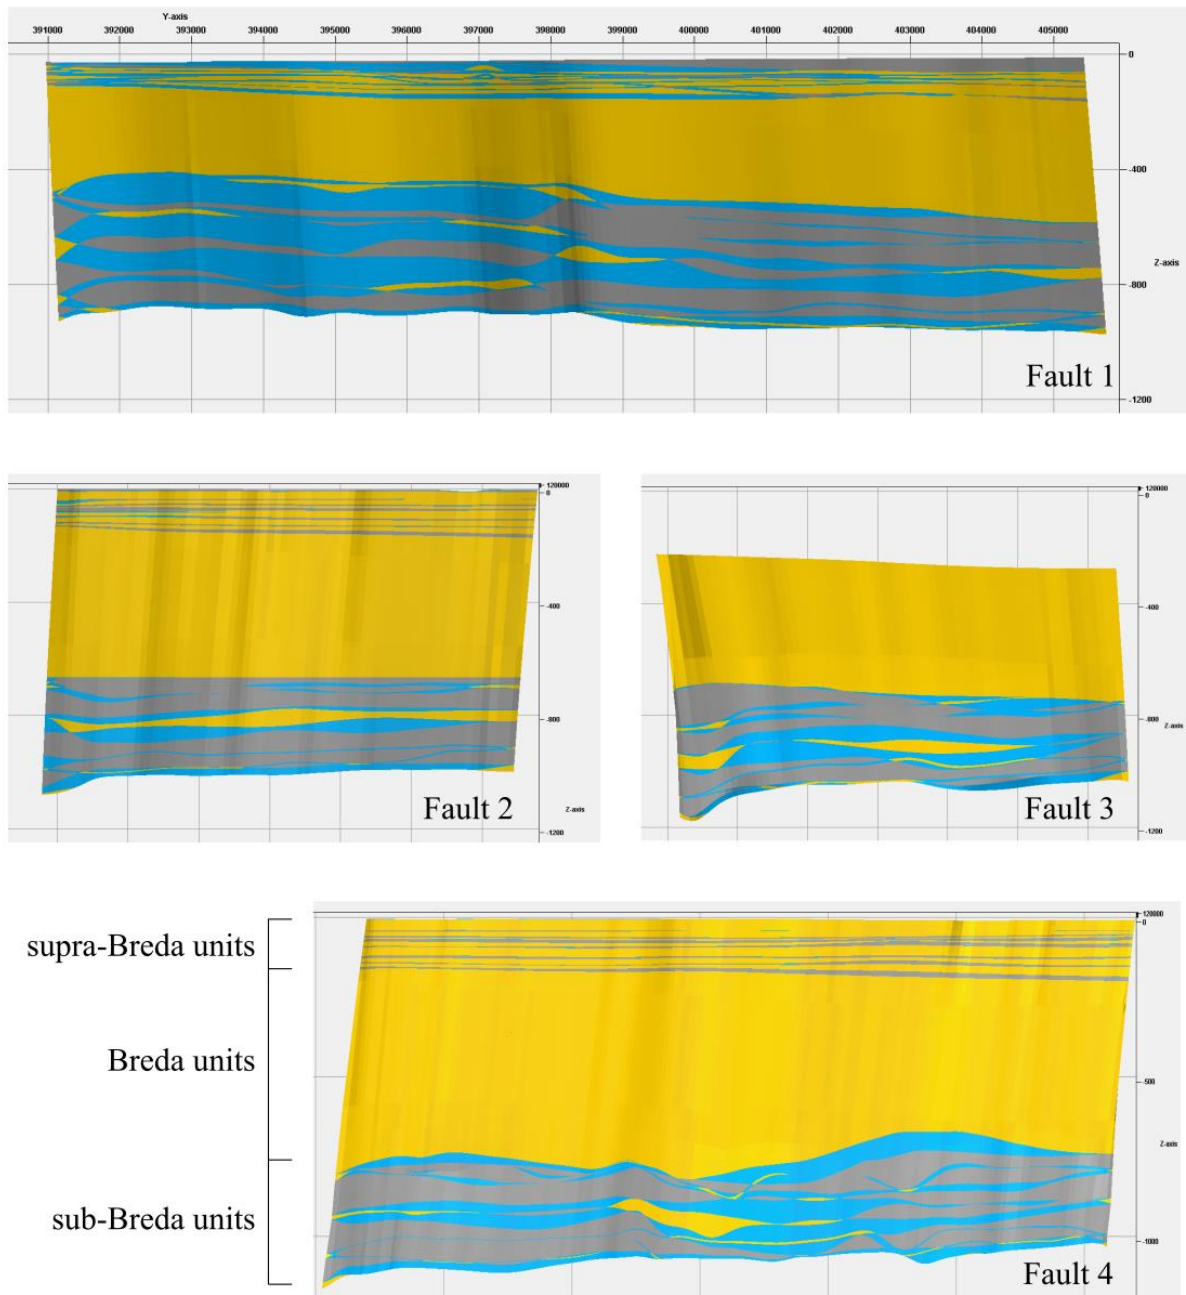 Y-axis
391000 392000 393000 394000 395000 396000 397000 398000 399000 400000 401000 402000 403000 404000 405000
0
-400
Z-axis
-800
Fault 1
-1200
120000
0
-400
-800
Fault 2
Z-axis
-1200
120000
0
-400
-800
Z-axis
Fault 3
-1200
120000
0
supra-Breda units
Breda units
-500
Z-axis
sub-Breda units
-1000
Fault 4